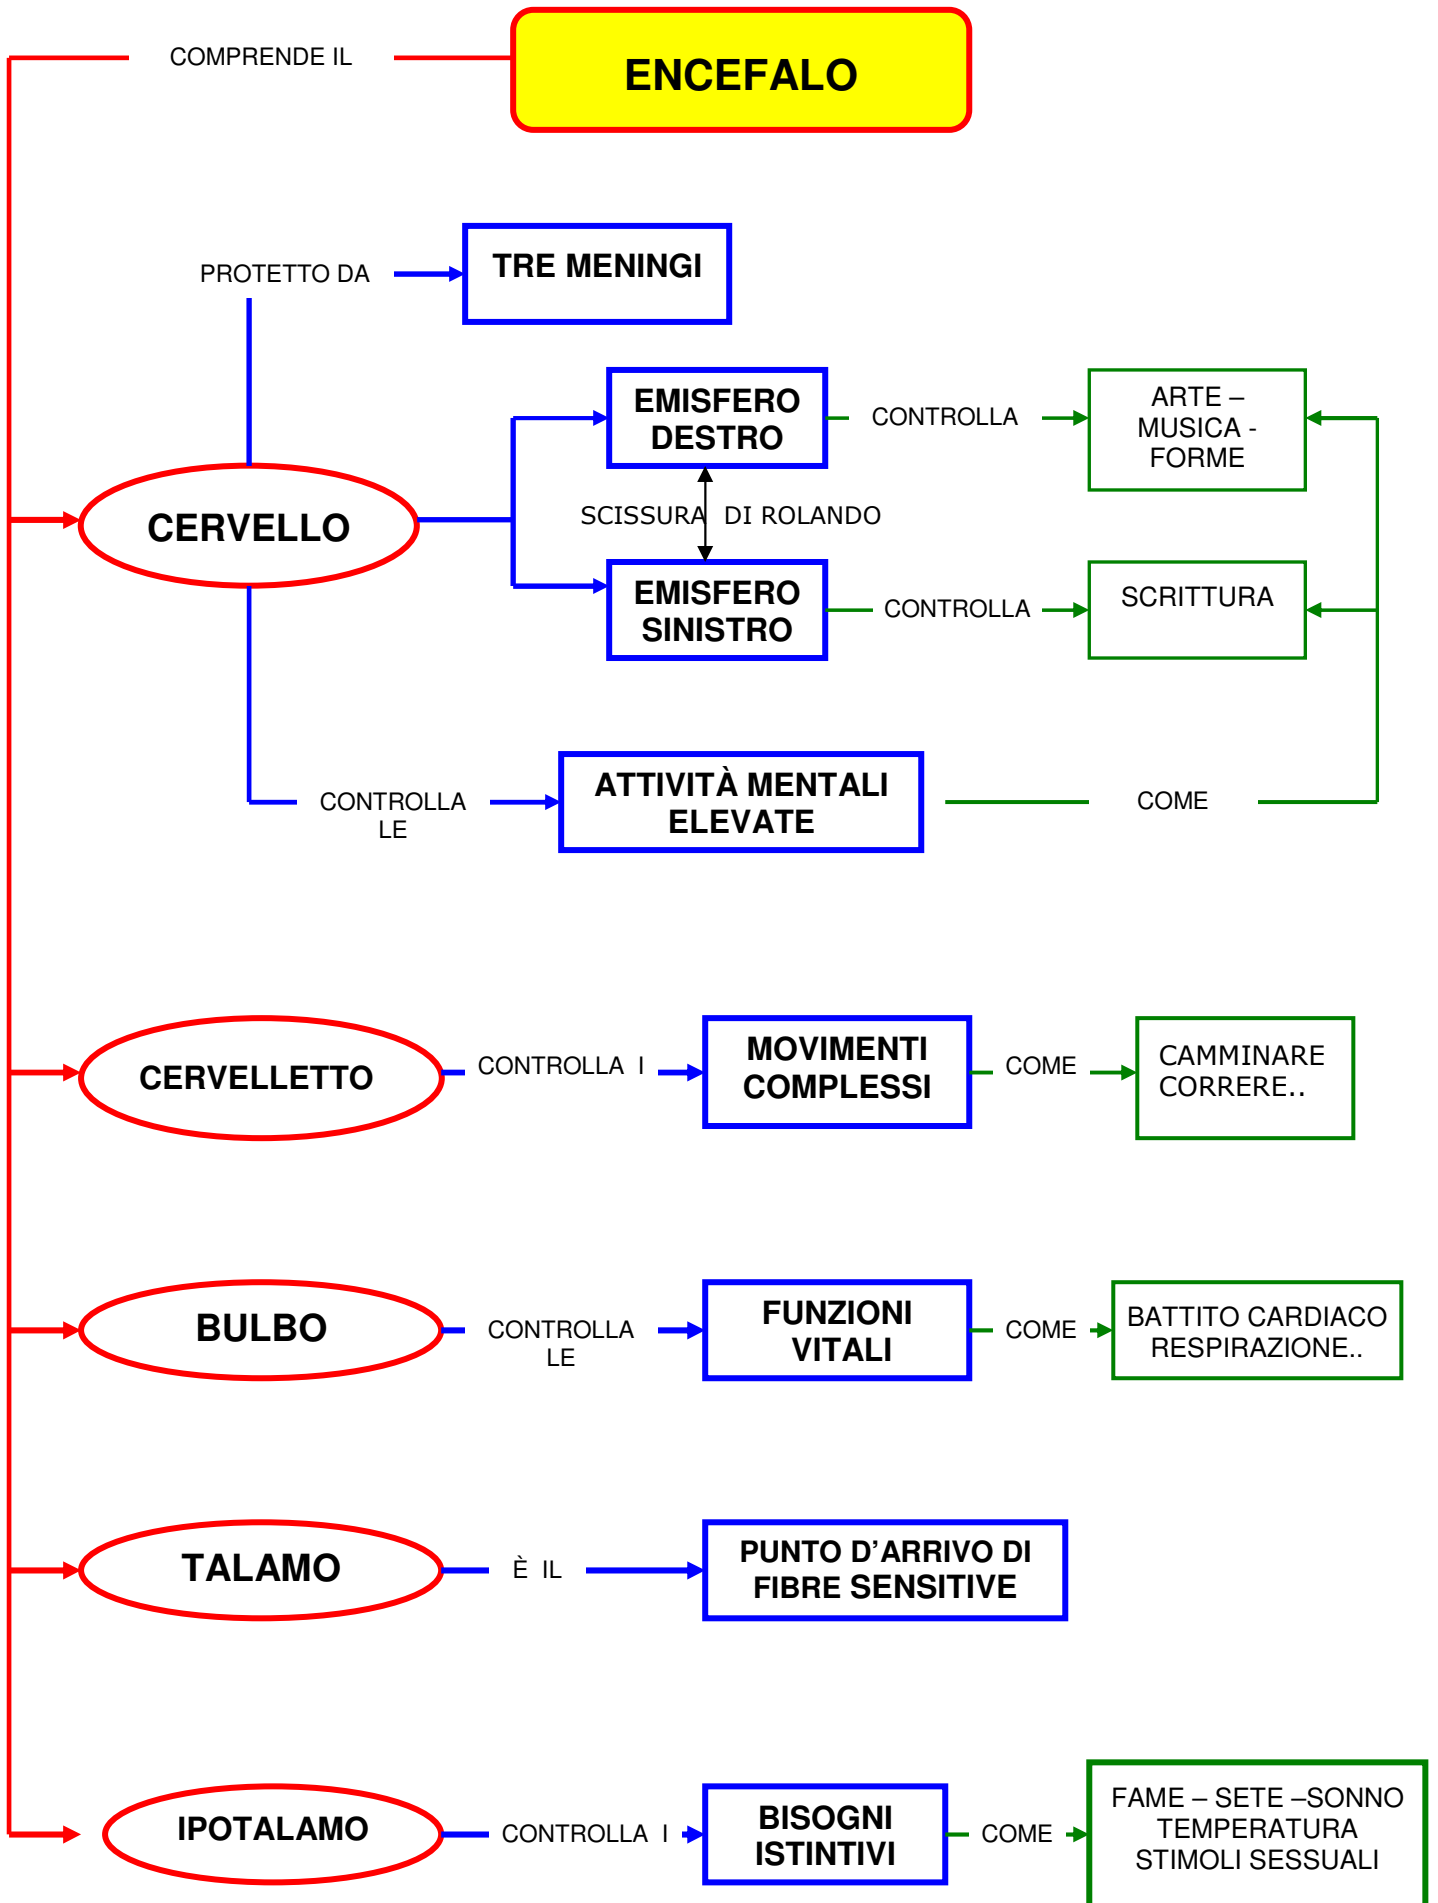 COMPRENDE IL
ENCEFALO
PROTETTO DA
TRE MENINGI
EMISFERO
DESTRO
CONTROLLA
ARTE –
MUSICA -
FORME
CERVELLO
SCISSURA DI ROLANDO
EMISFERO
SINISTRO
CONTROLLA
SCRITTURA
CONTROLLA
LE
ATTIVITÀ MENTALI
ELEVATE
COME
CERVELLETTO
CONTROLLA I
MOVIMENTI
COMPLESSI
COME
CAMMINARE
CORRERE..
BULBO
CONTROLLA
LE
FUNZIONI
VITALI
COME
BATTITO CARDIACO
RESPIRAZIONE..
TALAMO
È IL
PUNTO D’ARRIVO DI
FIBRE SENSITIVE
IPOTALAMO
CONTROLLA I
BISOGNI
ISTINTIVI
COME
FAME – SETE –SONNO
TEMPERATURA
STIMOLI SESSUALI